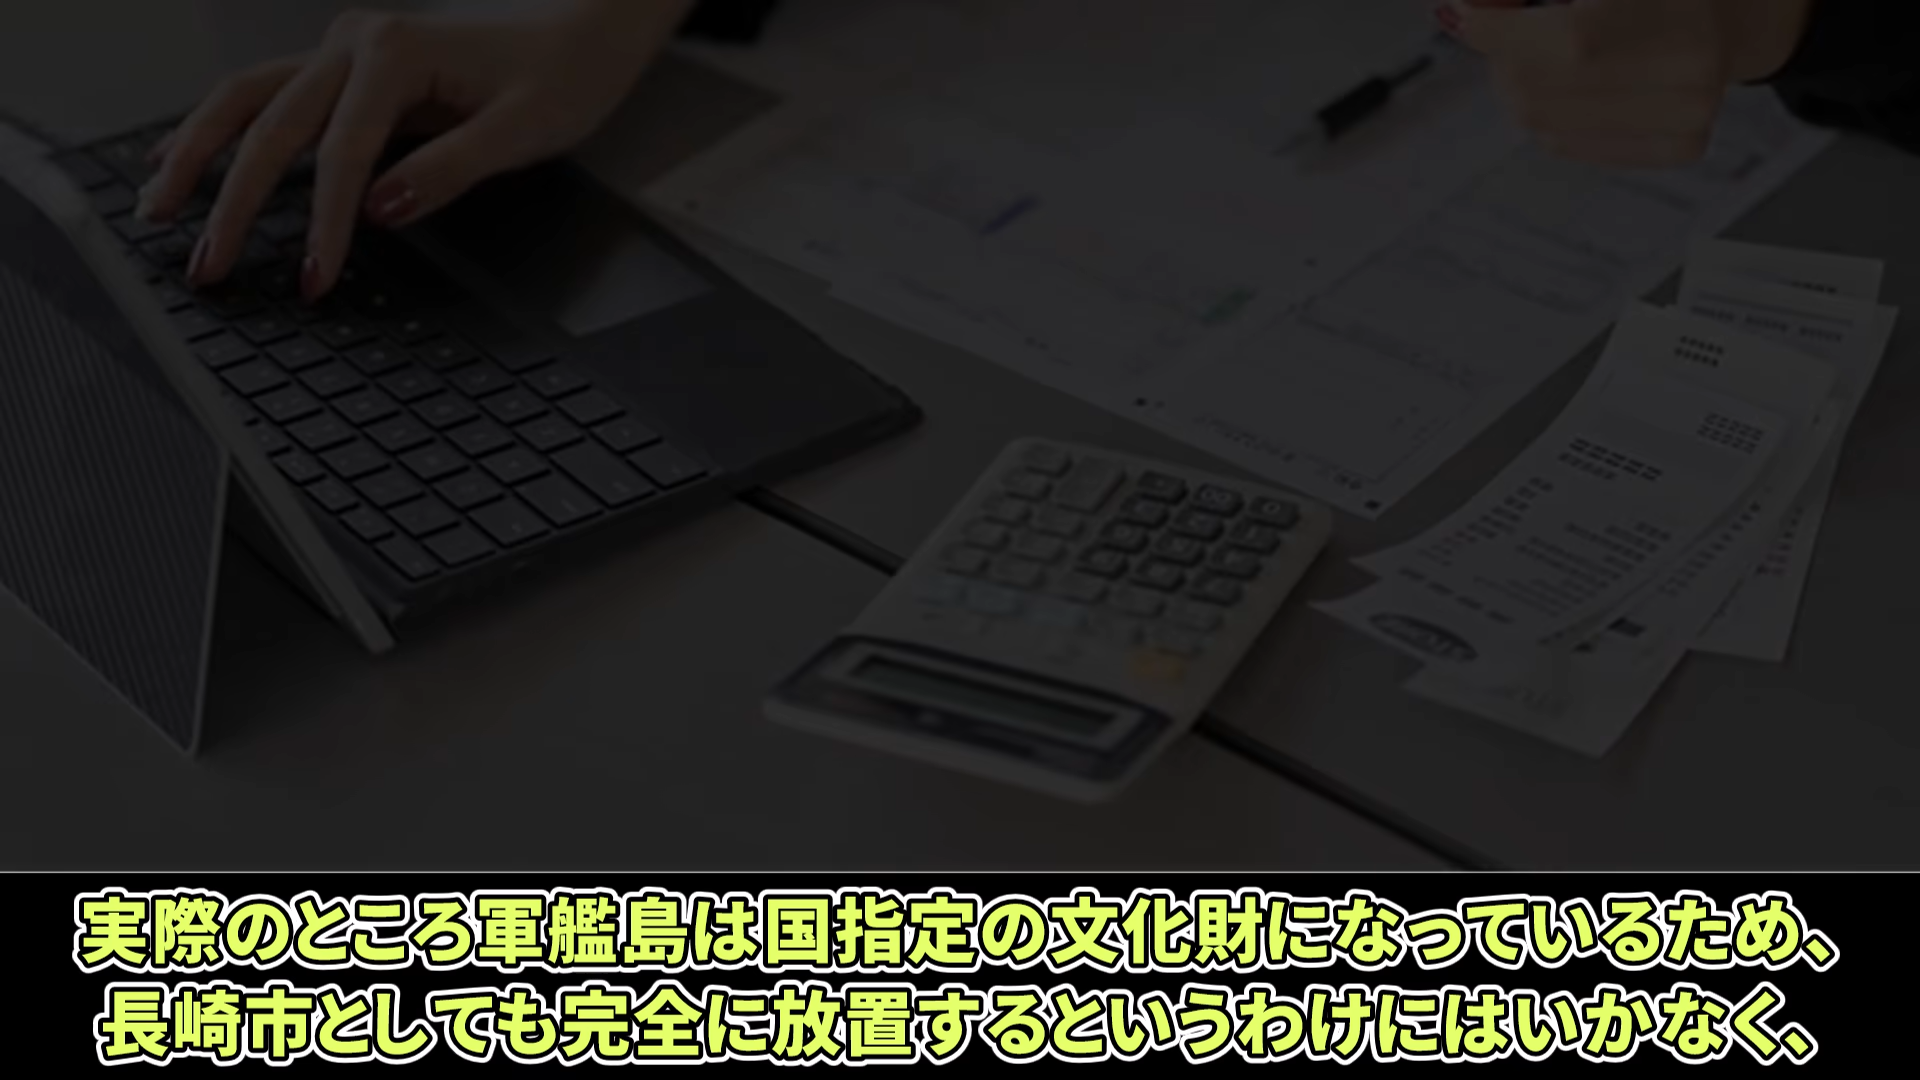 実際のところ軍艦島は国指定の文化財になっているため、
長崎市としても完全に放置するというわけにはいかなく、